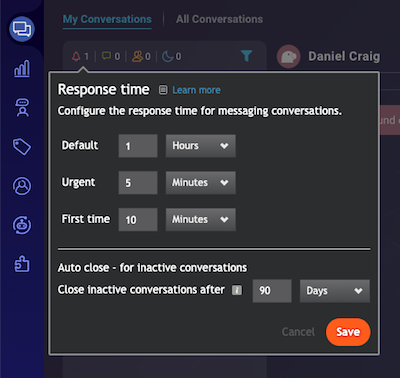 My Conversations All Conversations
1 0 0 0 Daniel Craig
Response time Learn more
Configure the response time for messaging conversations.
Default 1 Hours
Urgent 5 Minutes
First time 10 Minutes
Auto close - for inactive conversations
Close inactive conversations after i 90 Days
Cancel Save